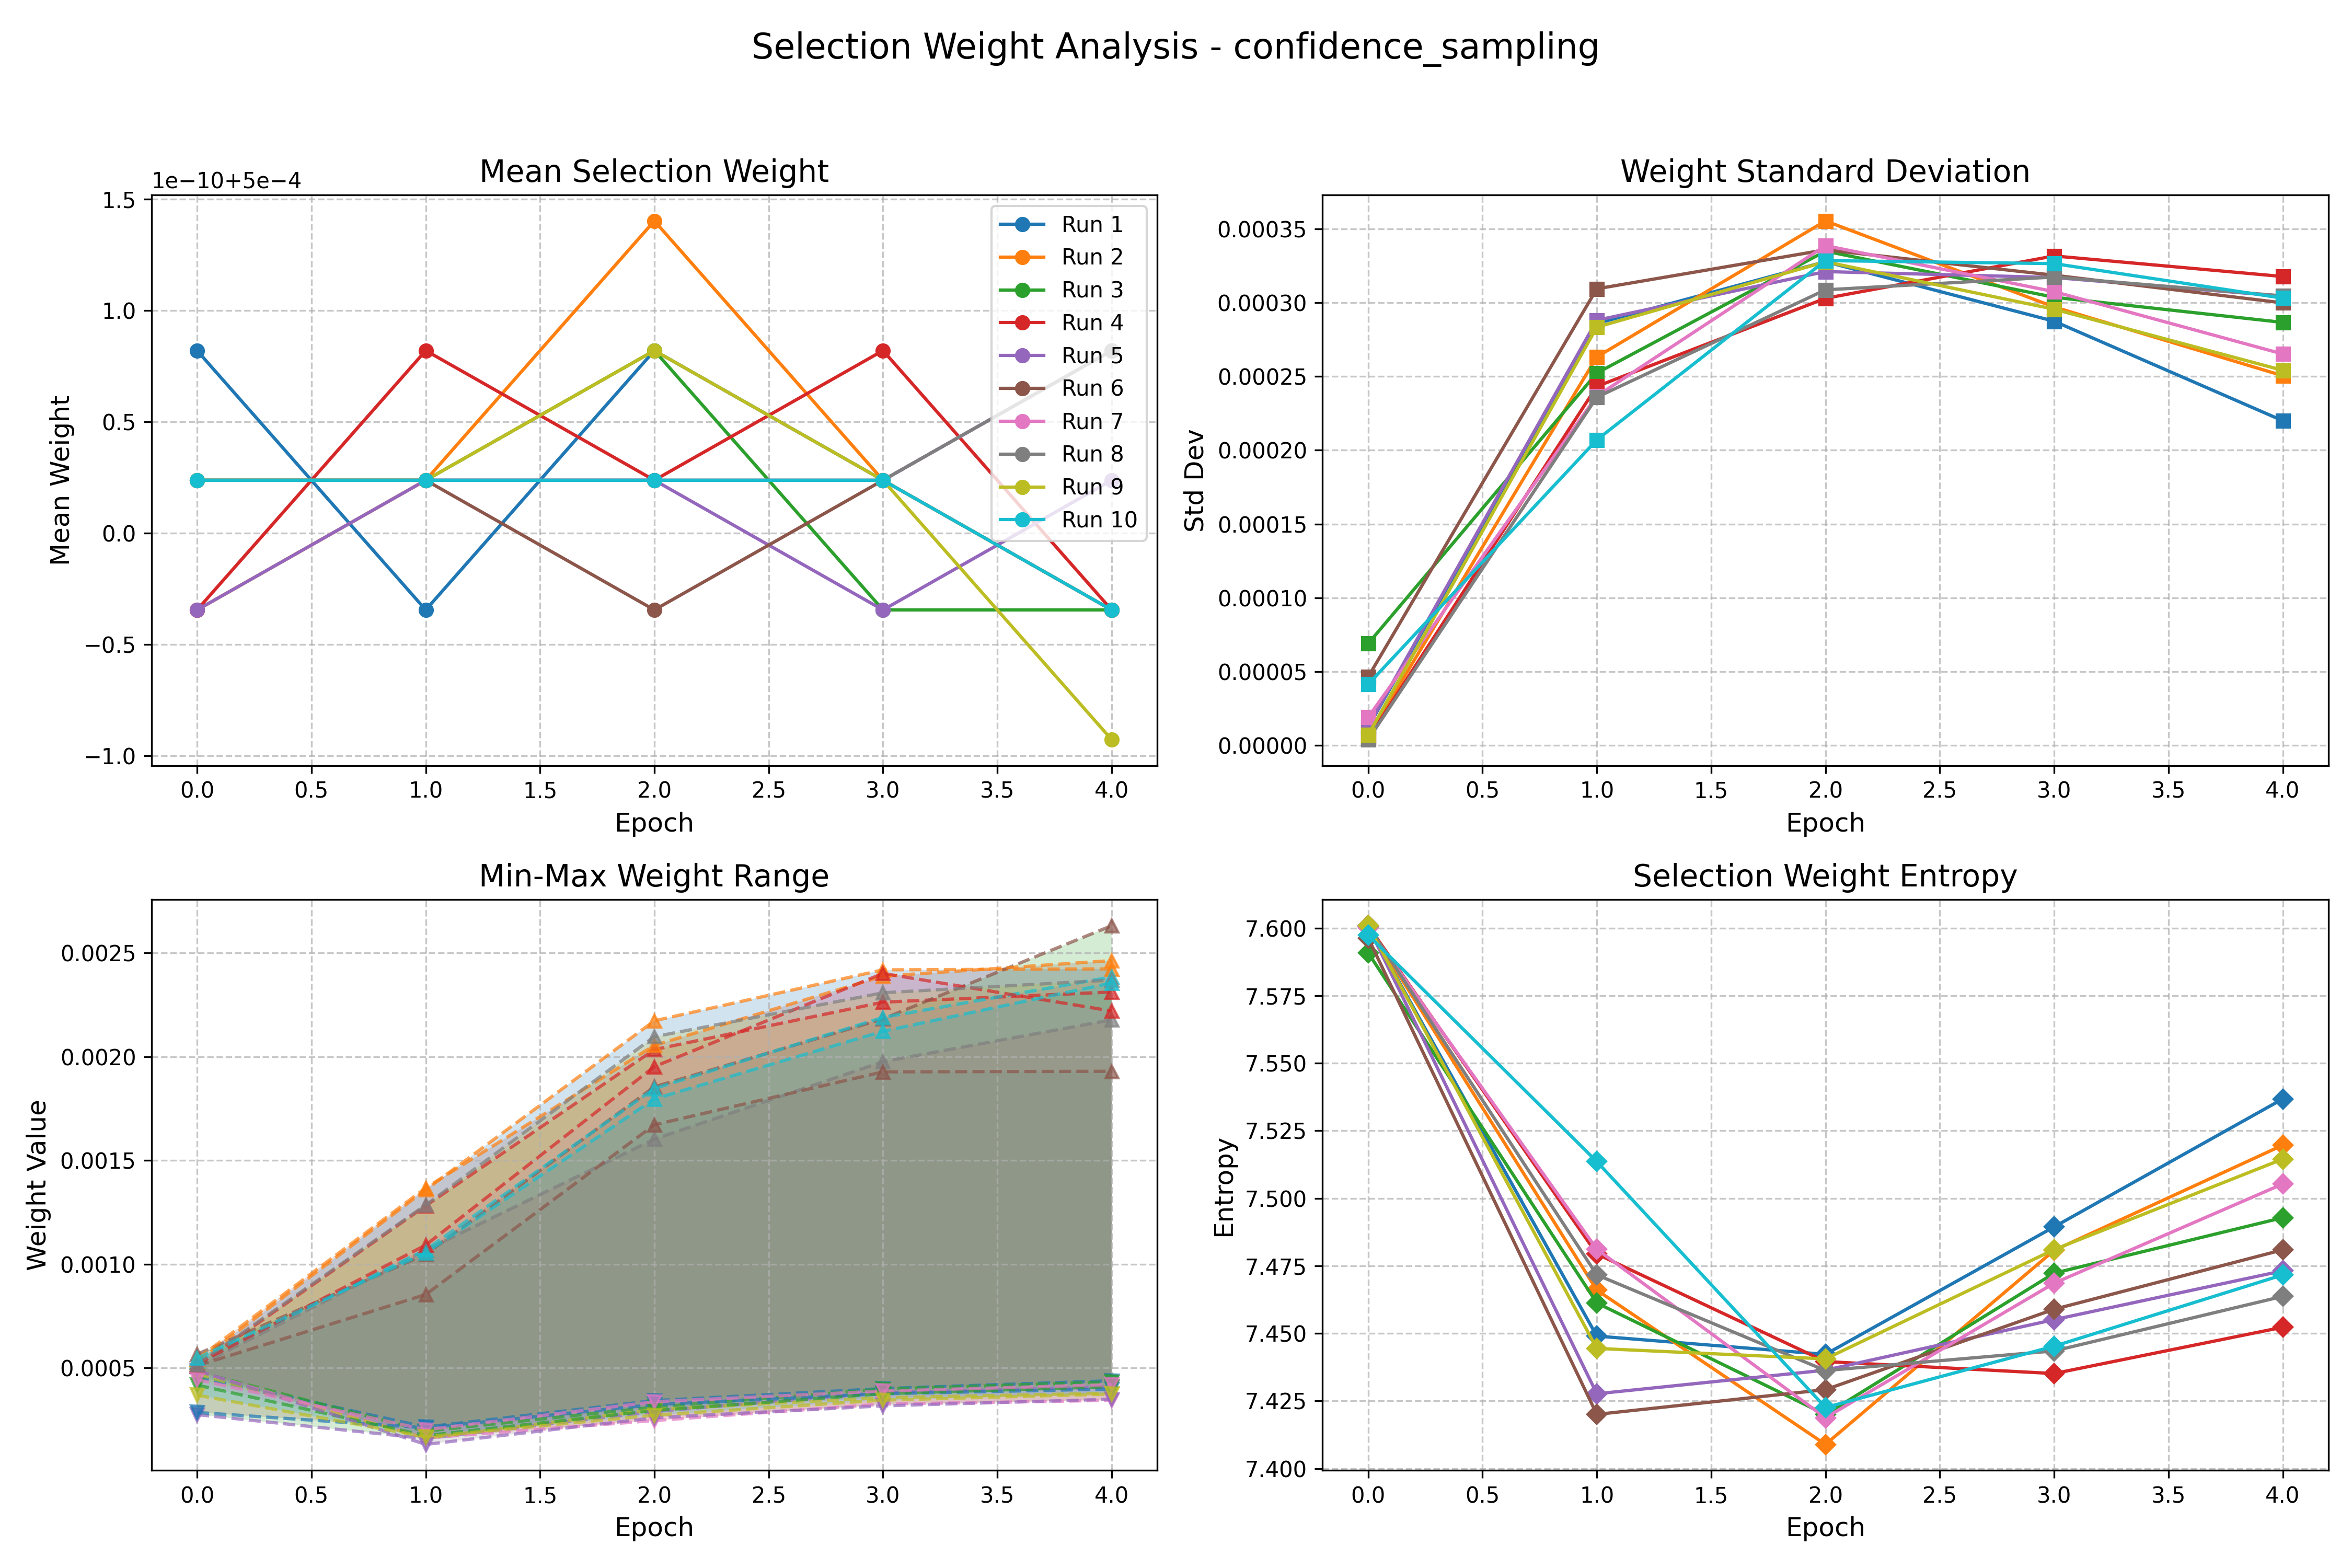 Selection Weight Analysis - confidence_sampling
Mean Selection Weight
1e−10+5e−4
1.5
1.0
0.5
0.0
−0.5
−1.0
Mean Weight
0.0 0.5 1.0 1.5 2.0 2.5 3.0 3.5 4.0
Epoch
Run 1
Run 2
Run 3
Run 4
Run 5
Run 6
Run 7
Run 8
Run 9
Run 10
Weight Standard Deviation
0.00035
0.00030
0.00025
0.00020
0.00015
0.00010
0.00005
0.00000
Std Dev
0.0 0.5 1.0 1.5 2.0 2.5 3.0 3.5 4.0
Epoch
Min-Max Weight Range
0.0025
0.0020
0.0015
0.0010
0.0005
Weight Value
0.0 0.5 1.0 1.5 2.0 2.5 3.0 3.5 4.0
Epoch
Selection Weight Entropy
7.600
7.575
7.550
7.525
7.500
7.475
7.450
7.425
7.400
Entropy
0.0 0.5 1.0 1.5 2.0 2.5 3.0 3.5 4.0
Epoch